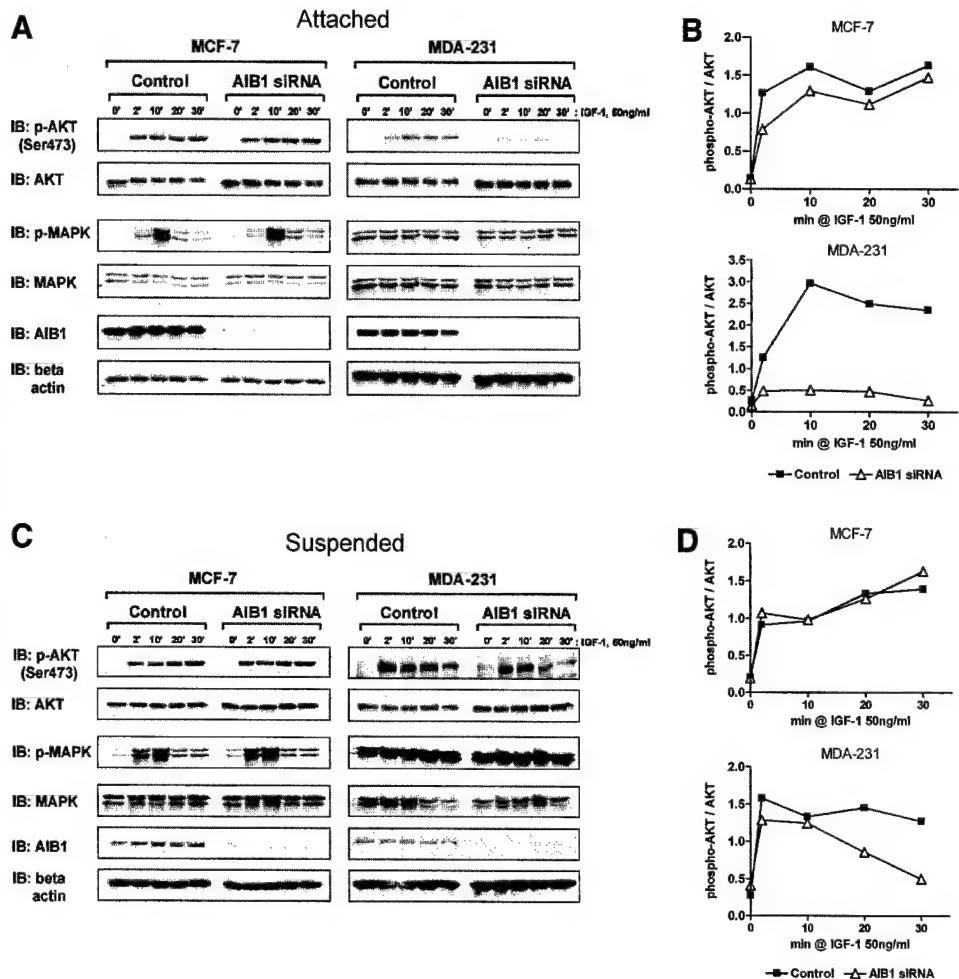 A
Attached
MCF-7
MDA-231
Control
AIB1 siRNA
Control
AIB1 siRNA
0' 2' 10' 20' 30'
0' 2' 10' 20' 30'
0' 2' 10' 20' 30'
0' 2' 10' 20' 30'
: IGF-1, 50ng/ml
IB: p-AKT
(Ser473)
IB: AKT
IB: p-MAPK
IB: MAPK
IB: AIB1
IB: beta
actin
B
MCF-7
phospho-AKT / AKT
2.0
1.5
1.0
0.5
0.0
0 10 20 30
min @ IGF-1 50ng/ml
MDA-231
phospho-AKT / AKT
3.5
3.0
2.5
2.0
1.5
1.0
0.5
0.0
0 10 20 30
min @ IGF-1 50ng/ml
Control AIB1 siRNA
C
Suspended
MCF-7
MDA-231
Control
AIB1 siRNA
Control
AIB1 siRNA
0' 2' 10' 20' 30'
0' 2' 10' 20' 30'
0' 2' 10' 20' 30'
0' 2' 10' 20' 30'
: IGF-1, 50ng/ml
IB: p-AKT
(Ser473)
IB: AKT
IB: p-MAPK
IB: MAPK
IB: AIB1
IB: beta
actin
D
MCF-7
phospho-AKT / AKT
2.0
1.5
1.0
0.5
0.0
0 10 20 30
min @ IGF-1 50ng/ml
MDA-231
phospho-AKT / AKT
2.0
1.5
1.0
0.5
0.0
0 10 20 30
min @ IGF-1 50ng/ml
Control AIB1 siRNA